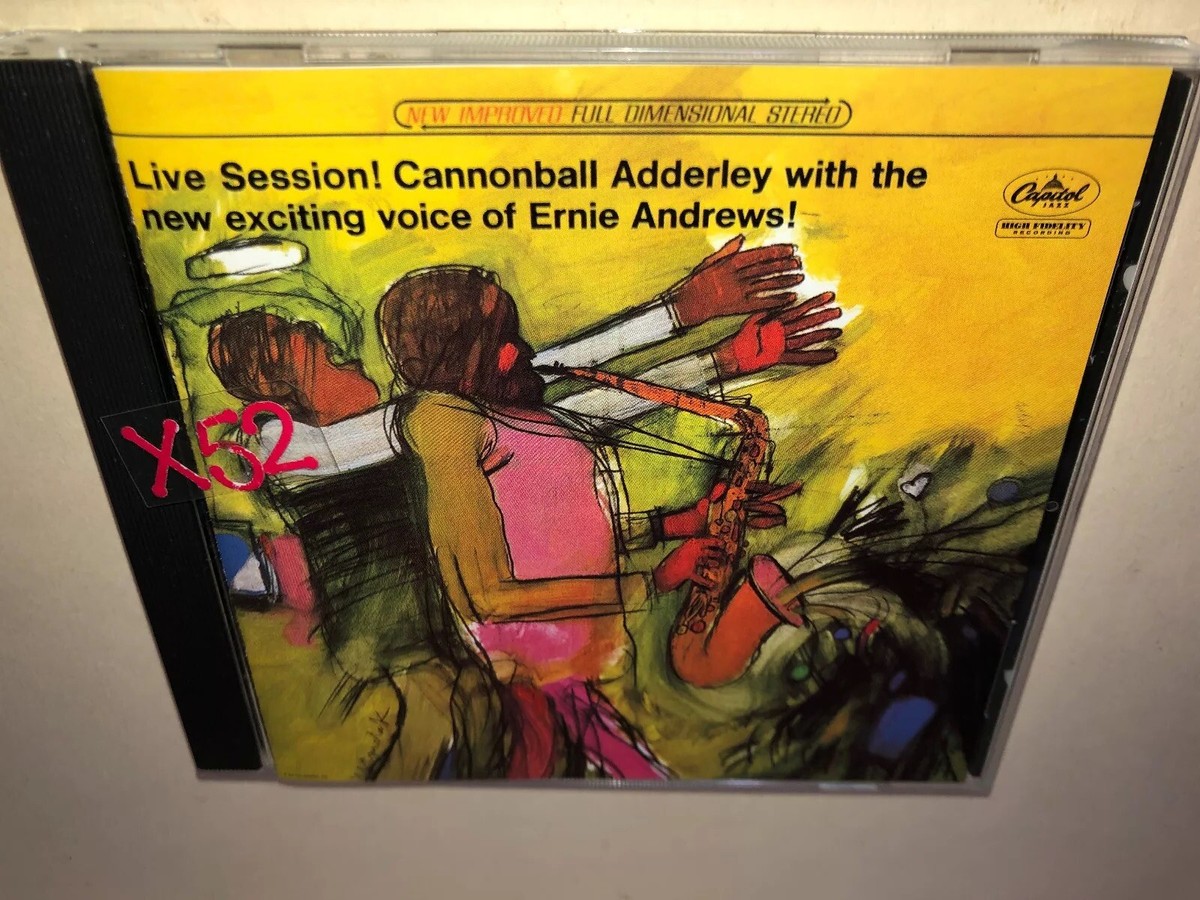 NEW IMPROVED FULL DIMENSIONAL STEREO
Live Session! Cannonball Adderley with the
new exciting voice of Ernie Andrews!
Capitol
JAZZ
HIGH FIDELITY
RECORDING
X52